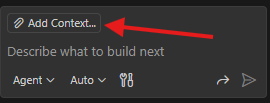 Add Context...
Describe what to build next
Agent Auto